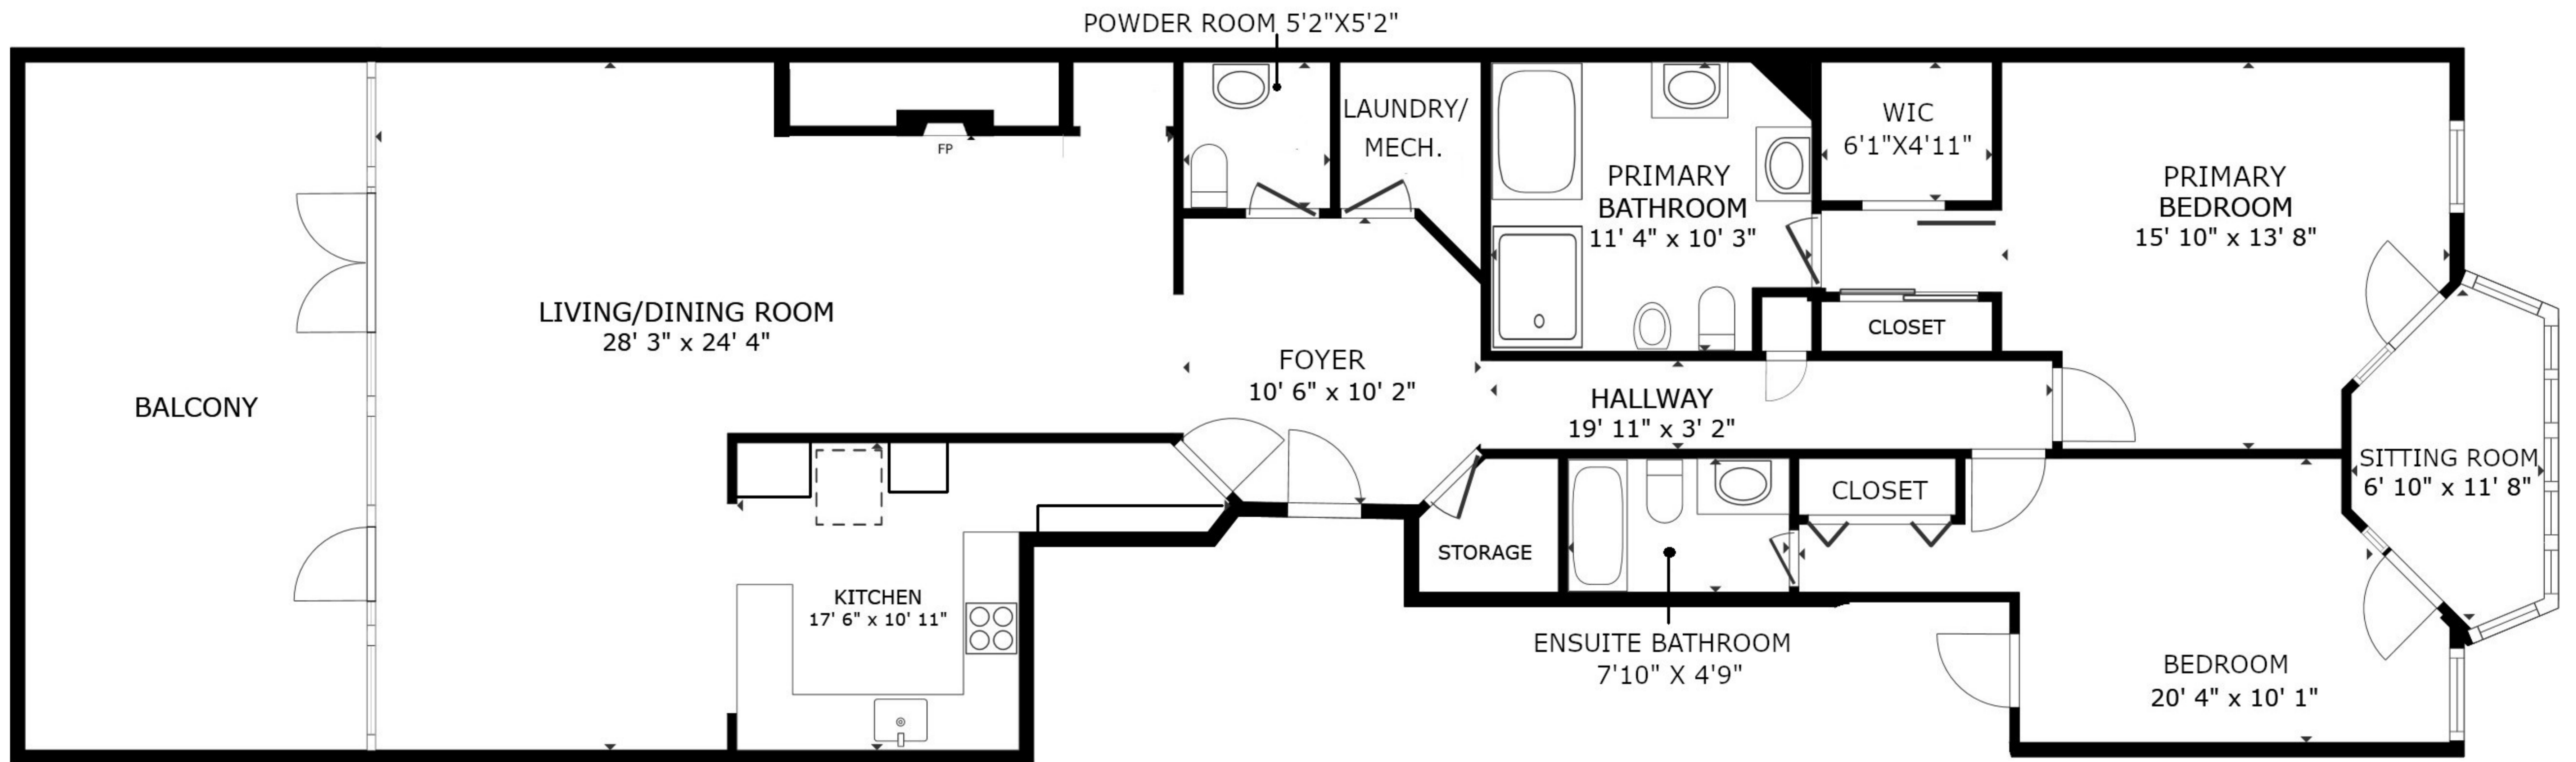 POWDER ROOM 5'2"X5'2"
LAUNDRY/
MECH.
WIC
6'1"X4'11"
FP
PRIMARY
BATHROOM
11' 4" x 10' 3"
PRIMARY
BEDROOM
15' 10" x 13' 8"
LIVING/DINING ROOM
28' 3" x 24' 4"
CLOSET
FOYER
10' 6" x 10' 2"
BALCONY
HALLWAY
19' 11" x 3' 2"
SITTING ROOM
6' 10" x 11' 8"
CLOSET
STORAGE
KITCHEN
17' 6" x 10' 11"
ENSUITE BATHROOM
7'10" X 4'9"
BEDROOM
20' 4" x 10' 1"